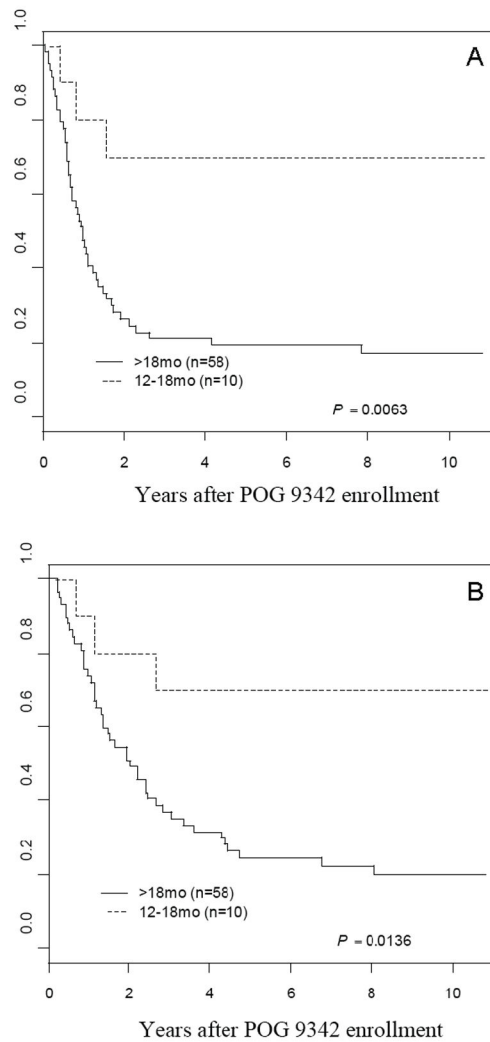 A
1.0
0.8
0.6
0.4
0.2
0.0
>18mo (n=58)
12-18mo (n=10)
P = 0.0063
0 2 4 6 8 10
Years after POG 9342 enrollment
B
1.0
0.8
0.6
0.4
0.2
0.0
>18mo (n=58)
12-18mo (n=10)
P = 0.0136
0 2 4 6 8 10
Years after POG 9342 enrollment